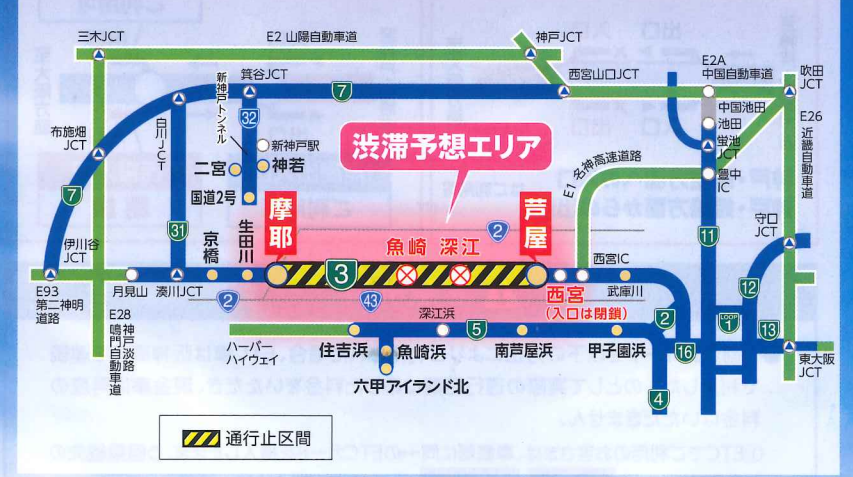 三木JCT
E2 山陽自動車道
神戸JCT
E2A
中国自動車道
吹田
JCT
新神戸トンネル
箕谷JCT
7
西宮山口JCT
32
中国池田
池田
E26
近畿自動車道
布施畑
JCT
白川JCT
新神戸駅
渋滞予想エリア
蛍池
JCT
二宮
神若
E1 名神高速道路
豊中
IC
7
国道2号
31
京橋
生田川
摩耶
魚崎 深江
2
芦屋
11
守口
JCT
伊川谷
JCT
3
西宮IC
12
E93
第二神明
道路
月見山
湊川JCT
2
43
西宮
(入口は閉鎖)
武庫川
E28
神戸淡路
鳴門自動車道
深江浜
5
2
LOOP
1
13
ハーバー
ハイウェイ
住吉浜
魚崎浜
南芦屋浜
甲子園浜
16
東大阪
JCT
六甲アイランド北
4
通行止区間